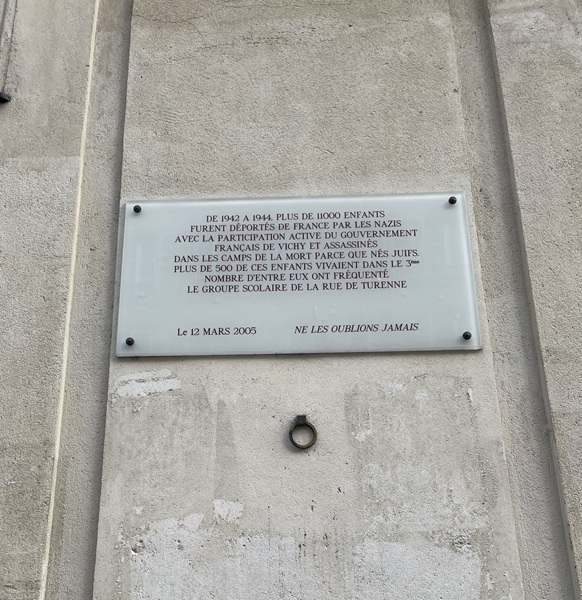 DE 1942 A 1944, PLUS DE 11000 ENFANTS
FURENT DÉPORTÉS DE FRANCE PAR LES NAZIS
AVEC LA PARTICIPATION ACTIVE DU GOUVERNEMENT
FRANÇAIS DE VICHY ET ASSASSINÉS
DANS LES CAMPS DE LA MORT PARCE QUE NÉS JUIFS.
PLUS DE 500 DE CES ENFANTS VIVAIENT DANS LE 3ème
NOMBRE D'ENTRE EUX ONT FRÉQUENTÉ
LE GROUPE SCOLAIRE DE LA RUE DE TURENNE
Le 12 MARS 2005 NE LES OUBLIONS JAMAIS